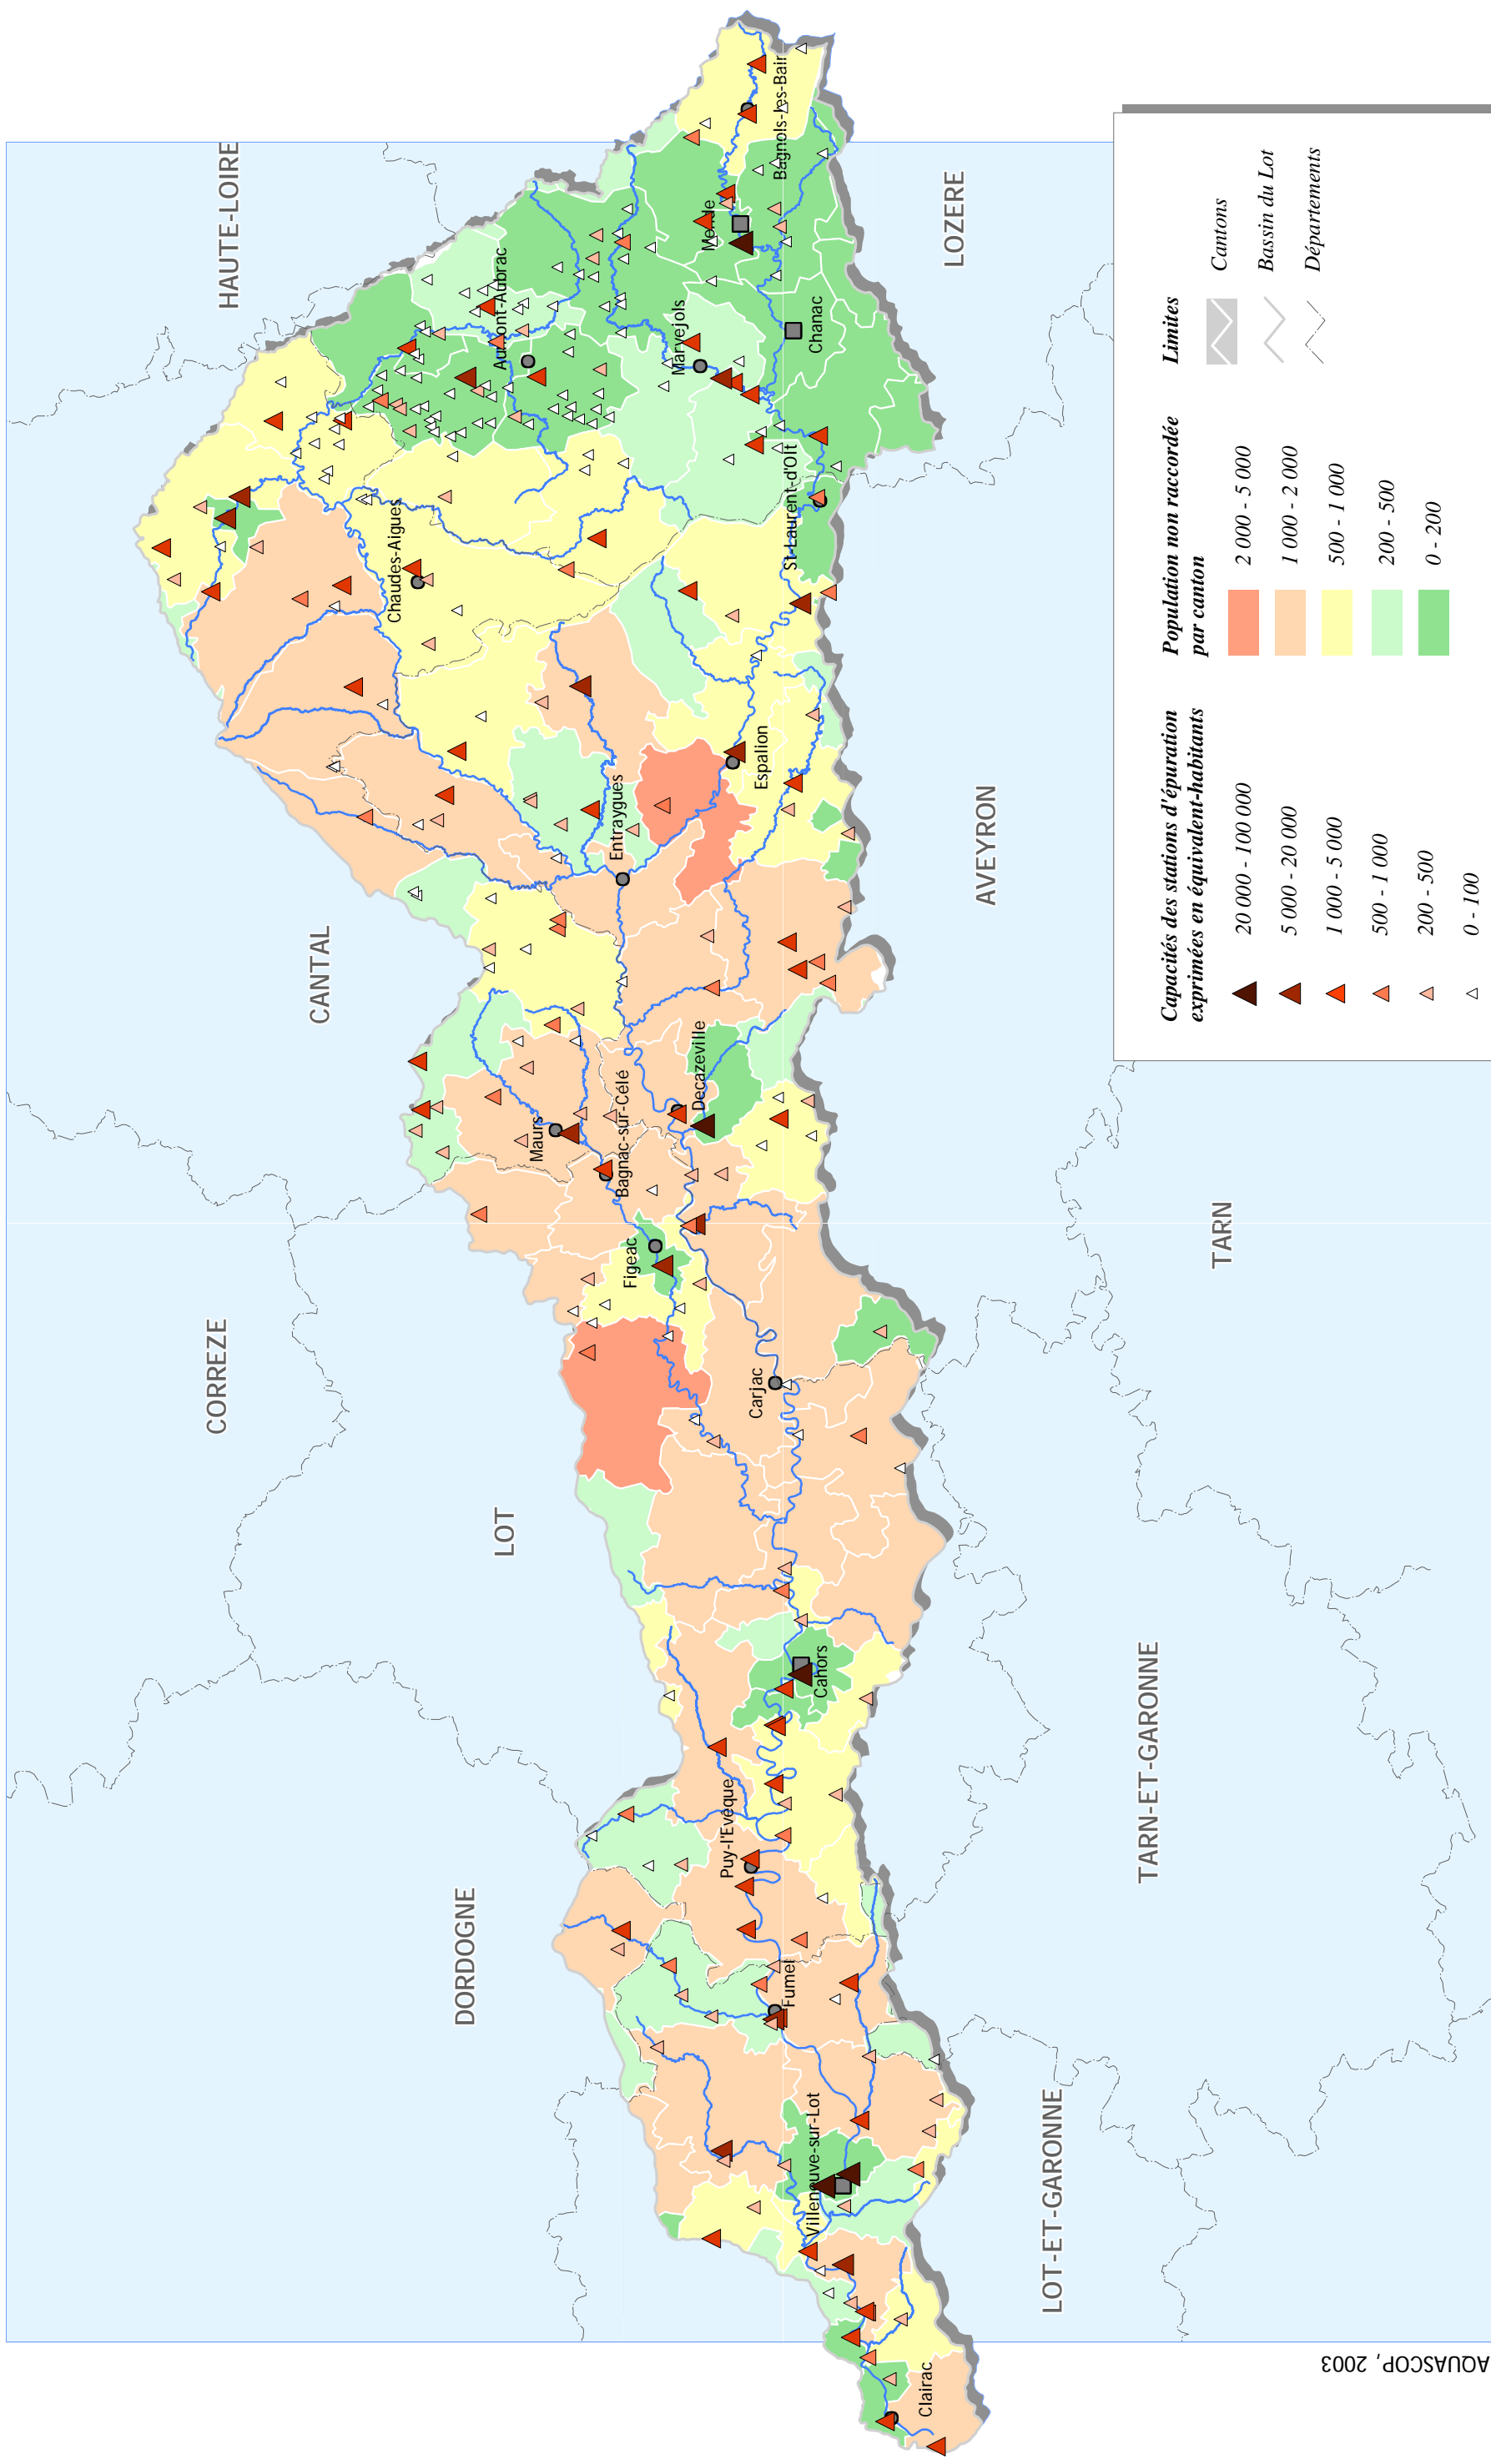 HAUTE-LOIRE
CANTAL
CORREZE
LOT
DORDOGNE
LOZERE
AVEYRON
TARN
TARN-ET-GARONNE
LOT-ET-GARONNE
Bagnols-les-Bain
Mende
Aumont-Aubrac
Marvejols
Chanac
St-Laurent-d'Olt
Chaudes-Aigues
Espalion
Entraygues
Decazeville
Maurs
Bagnac-sur-Célé
Figeac
Carjac
Cahors
Puy-l'Evêque
Fumel
Villeneuve-sur-Lot
Clairac
Capacités des stations d'épuration
exprimées en équivalent-habitants
20 000 - 100 000
5 000 - 20 000
1 000 - 5 000
500 - 1 000
200 - 500
0 - 100
Population non raccordée
par canton
2 000 - 5 000
1 000 - 2 000
500 - 1 000
200 - 500
0 - 200
Limites
Cantons
Bassin du Lot
Départements
AQUASCOP, 2003